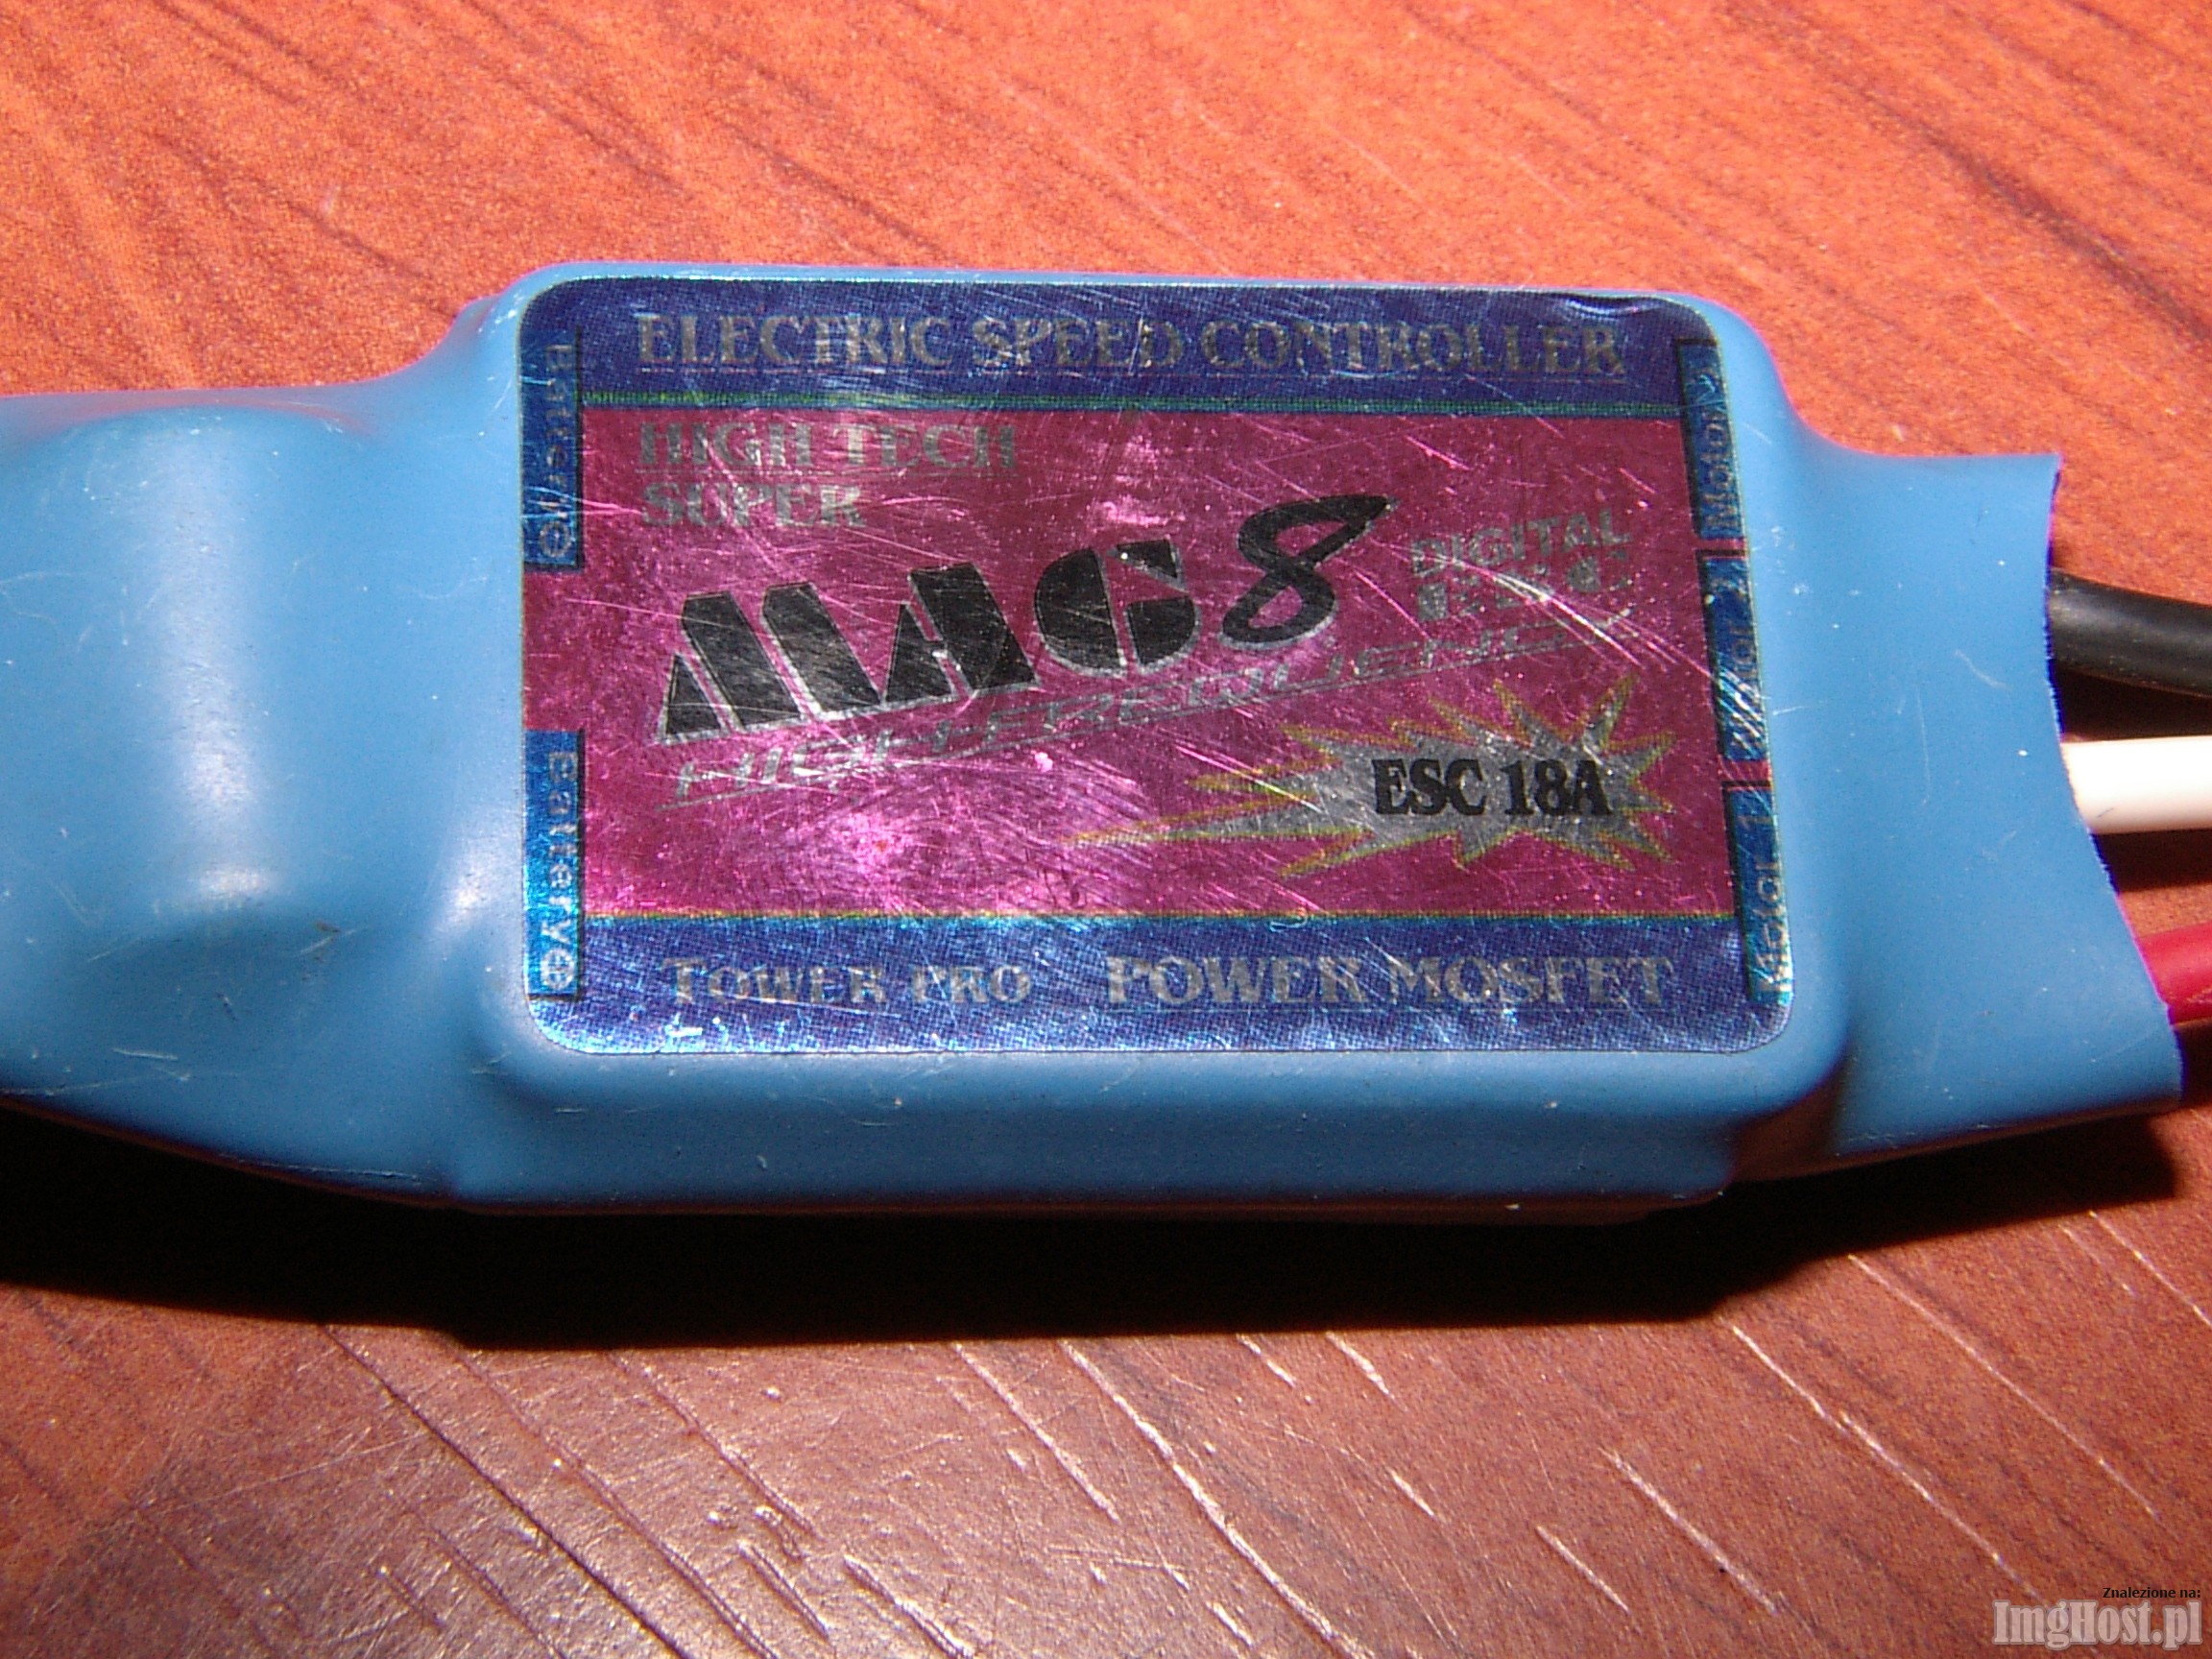 ELECTRIC SPEED CONTROLLER
HIGH TECH
SUPER
MAG8
DIGITAL
HIGH-FREQUENCY
ESC 18A
TOWER PRO POWER MOSFET
Battery⊖
Battery⊕
Motor 2
Motor 1
Znalezione na:
ImgHost.pl